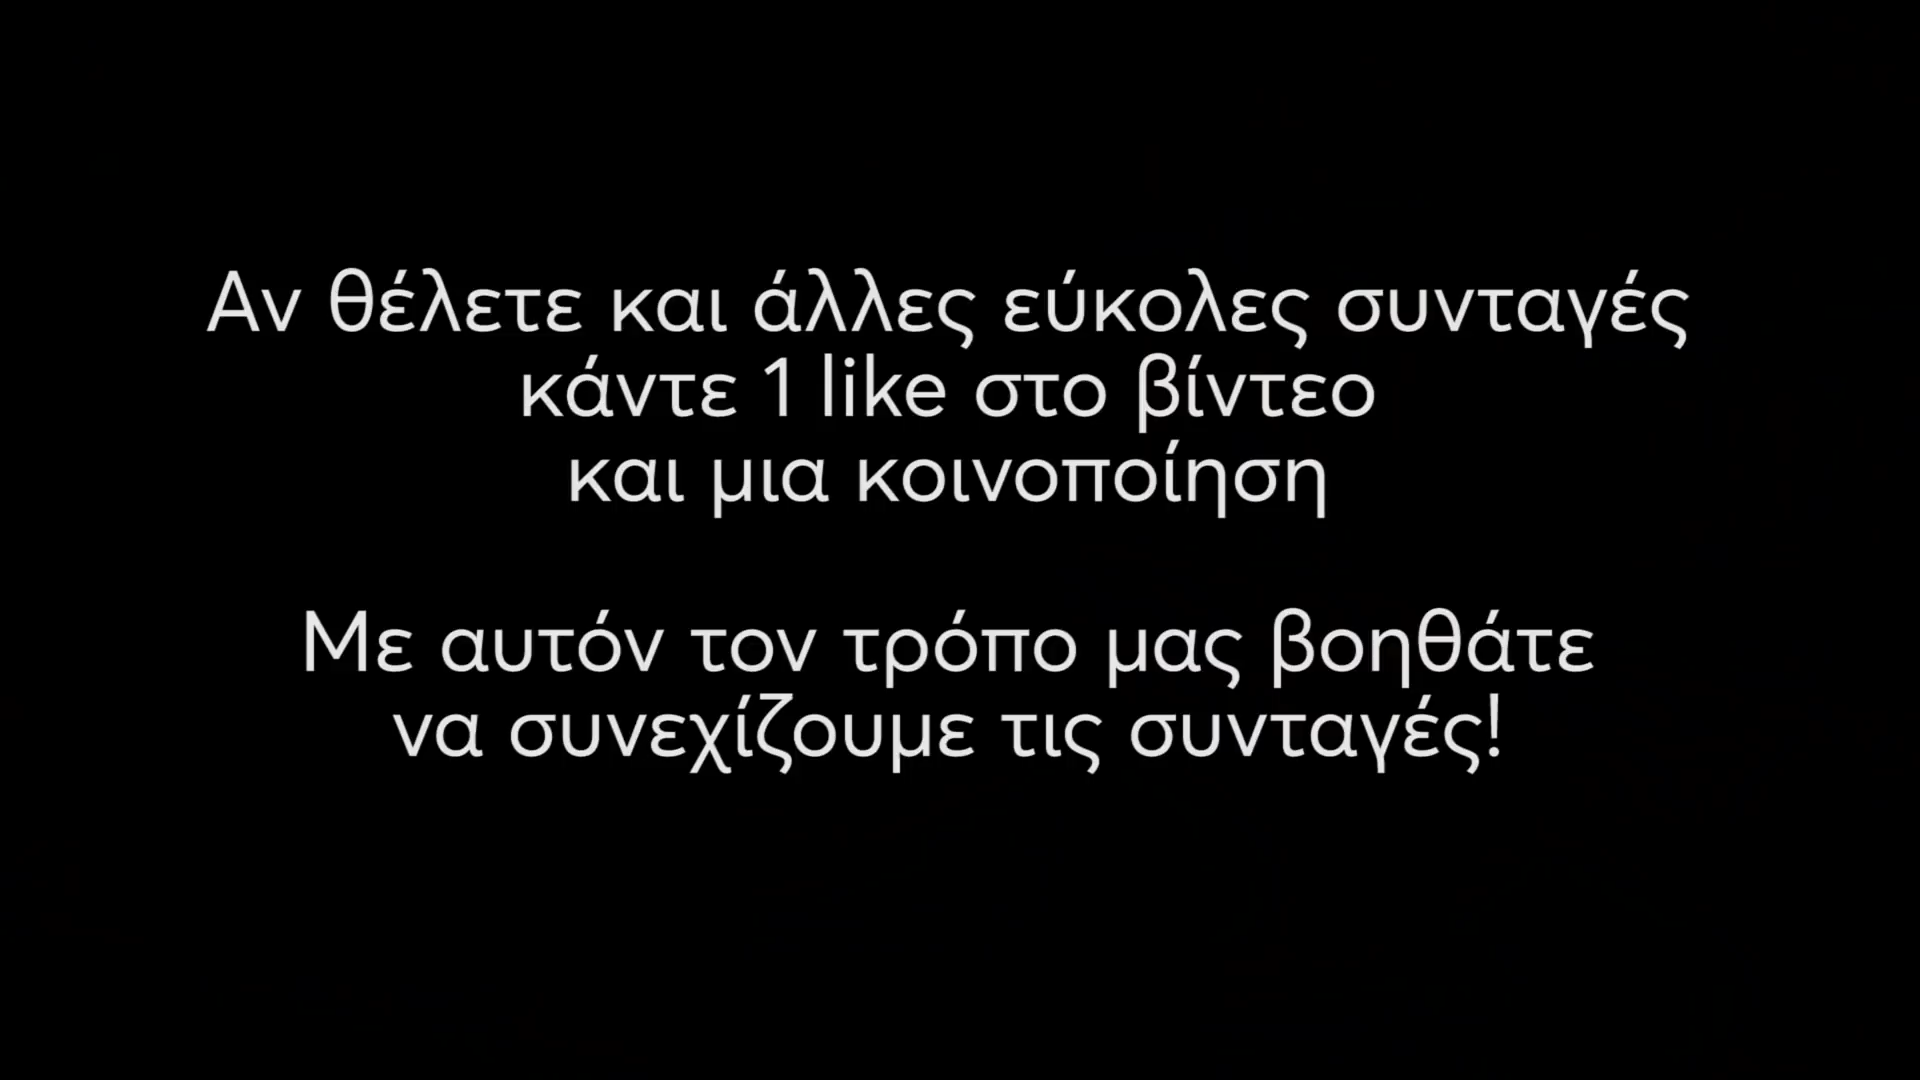 Αν θέλετε και άλλες εύκολες συνταγές
κάντε 1 like στο βίντεο
και μια κοινοποίηση
Με αυτόν τον τρόπο μας βοηθάτε
να συνεχίζουμε τις συνταγές!